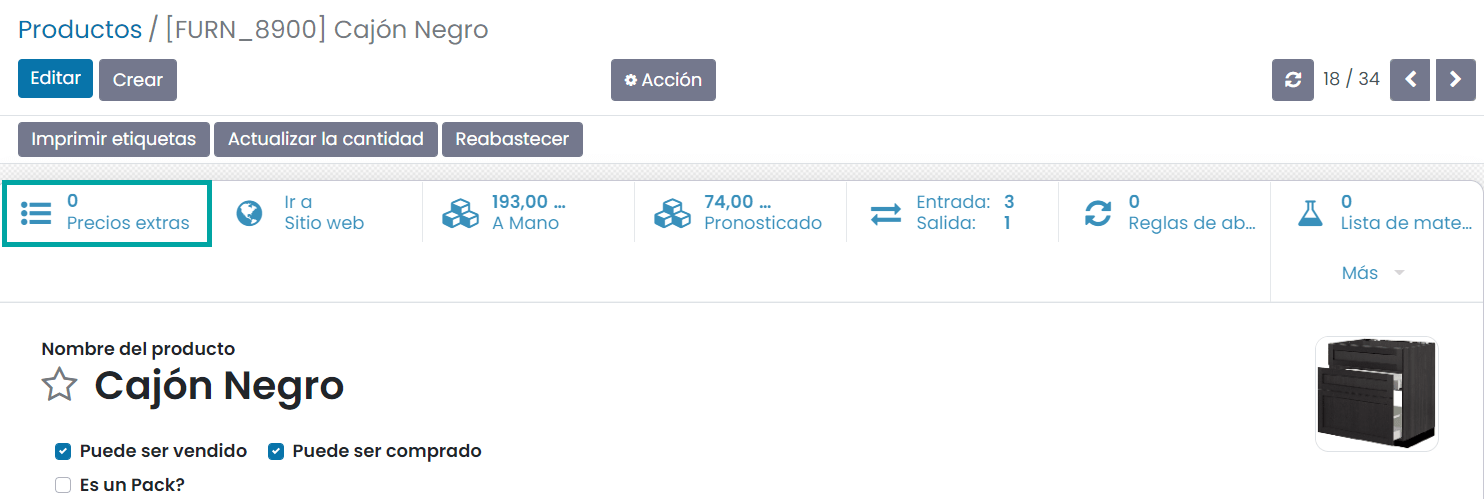 Productos / [FURN_8900] Cajón Negro
Editar Crear Acción 18 / 34
Imprimir etiquetas Actualizar la cantidad Reabastecer
0
Precios extras
Ir a
Sitio web
193,00 ...
A Mano
74,00 ...
Pronosticado
Entrada: 3
Salida: 1
0
Reglas de ab...
0
Lista de mate...
Más
Nombre del producto
Cajón Negro
Puede ser vendido Puede ser comprado
Es un Pack?